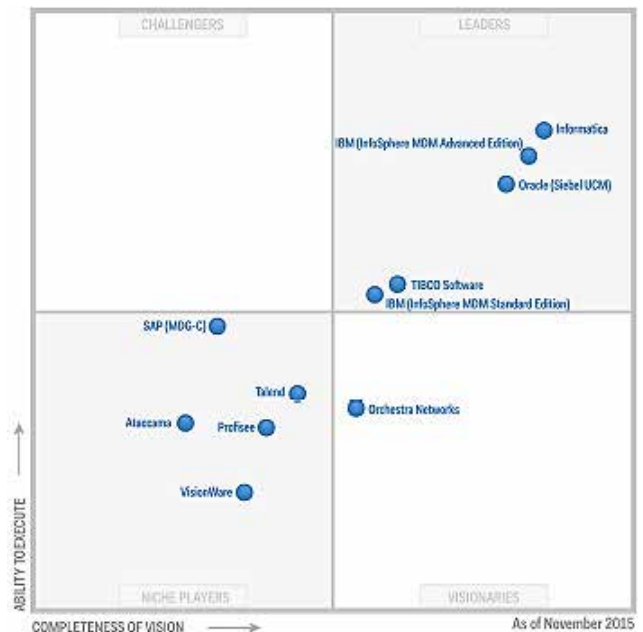 CHALLENGERS
LEADERS
Informatica
IBM (InfoSphere MDM Advanced Edition)
Oracle (Siebel UCM)
TIBCO Software
IBM (InfoSphere MDM Standard Edition)
SAP (MDG-C)
Talend
Orchestra Networks
Ataccama
Profisee
VisionWare
ABILITY TO EXECUTE
NICHE PLAYERS
VISIONARIES
COMPLETENESS OF VISION
As of November 2015